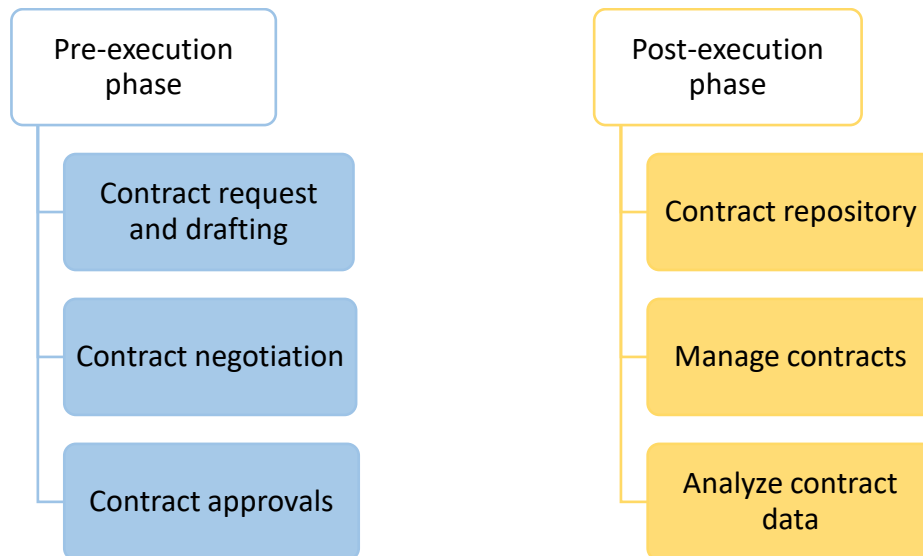 Pre-execution
phase
Contract request
and drafting
Contract negotiation
Contract approvals
Post-execution
phase
Contract repository
Manage contracts
Analyze contract
data